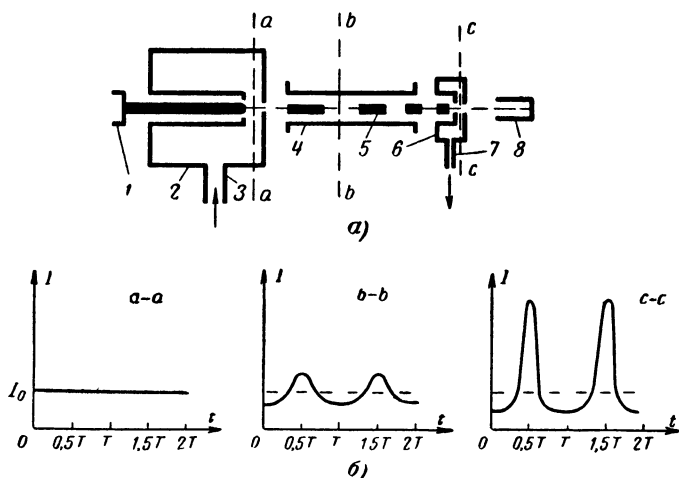 a b c
1 2 3 4 5 6 7 8
a b c
а)
I a–a I b–b I c–c
I₀
0 0,5T T 1,5T 2T t 0 0,5T T 1,5T 2T t 0 0,5T T 1,5T 2T t
б)